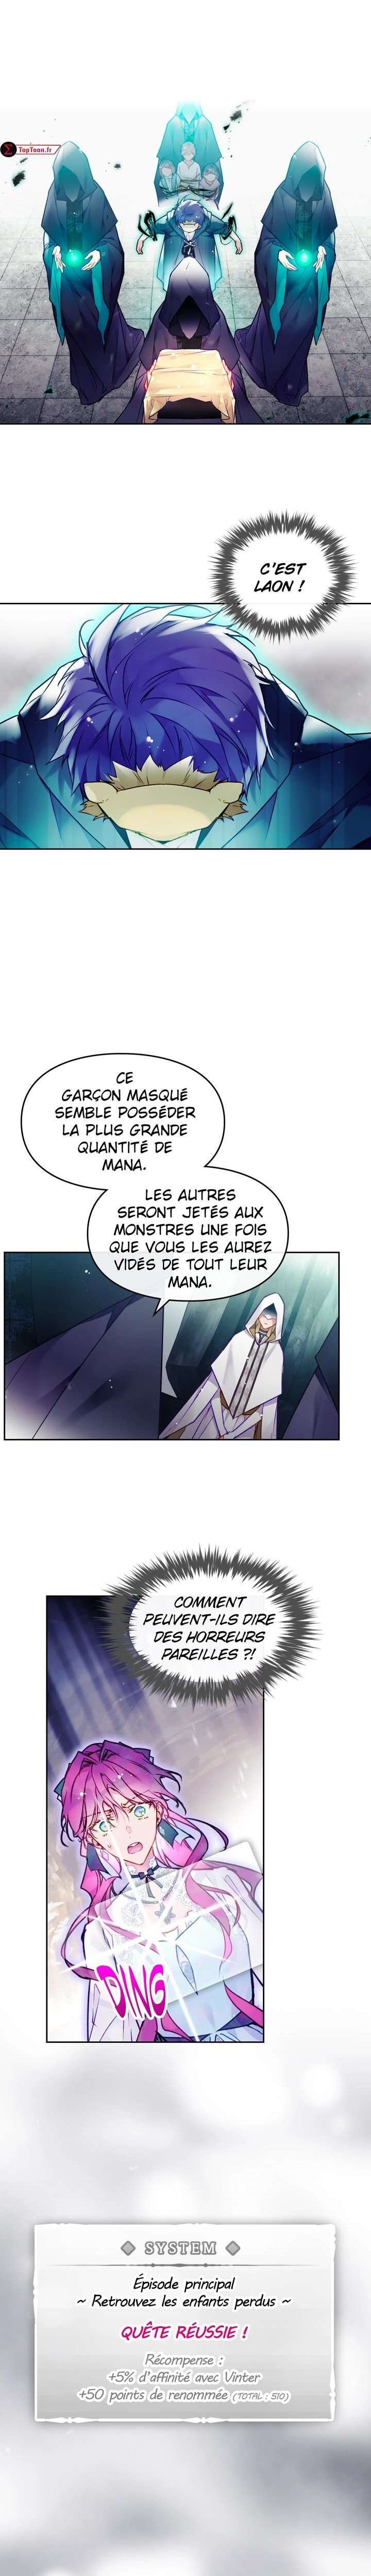 TopToon.fr
C'EST
LAON !
CE
GARÇON MASQUÉ
SEMBLE POSSÉDER
LA PLUS GRANDE
QUANTITÉ DE
MANA.
LES AUTRES
SERONT JETÉS AUX
MONSTRES UNE FOIS
QUE VOUS LES AUREZ
VIDÉS DE TOUT LEUR
MANA.
COMMENT
PEUVENT-ILS DIRE
DES HORREURS
PAREILLES ?!
DING
SYSTEM
Épisode principal
~ Retrouvez les enfants perdus ~
QUÊTE RÉUSSIE !
Récompense :
+5% d'affinité avec Vinter
+50 points de renommée (TOTAL : 510)